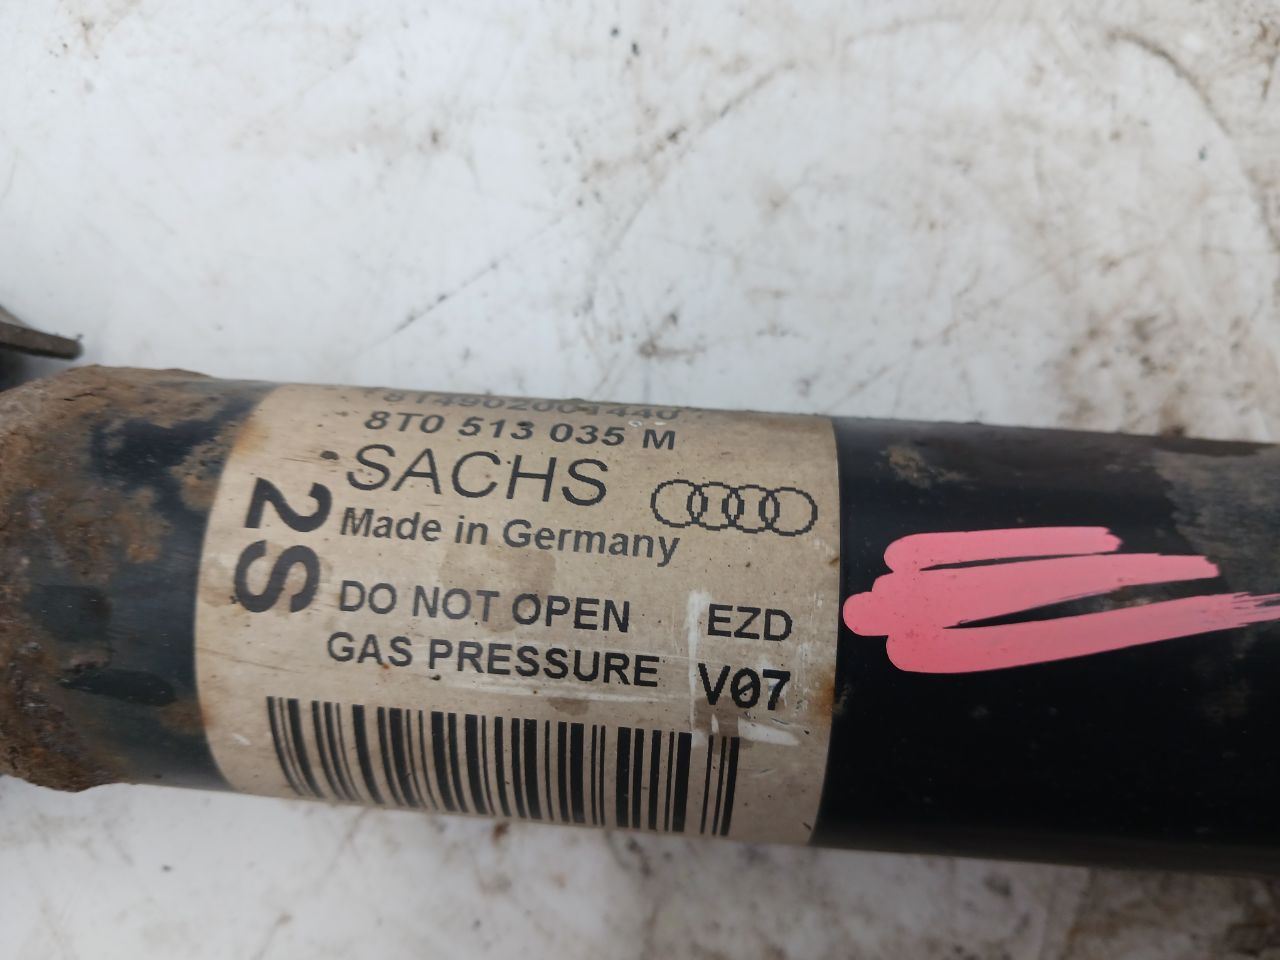 8T0 513 035 M
SACHS
2S
Made in Germany
DO NOT OPEN
GAS PRESSURE
EZD
V07